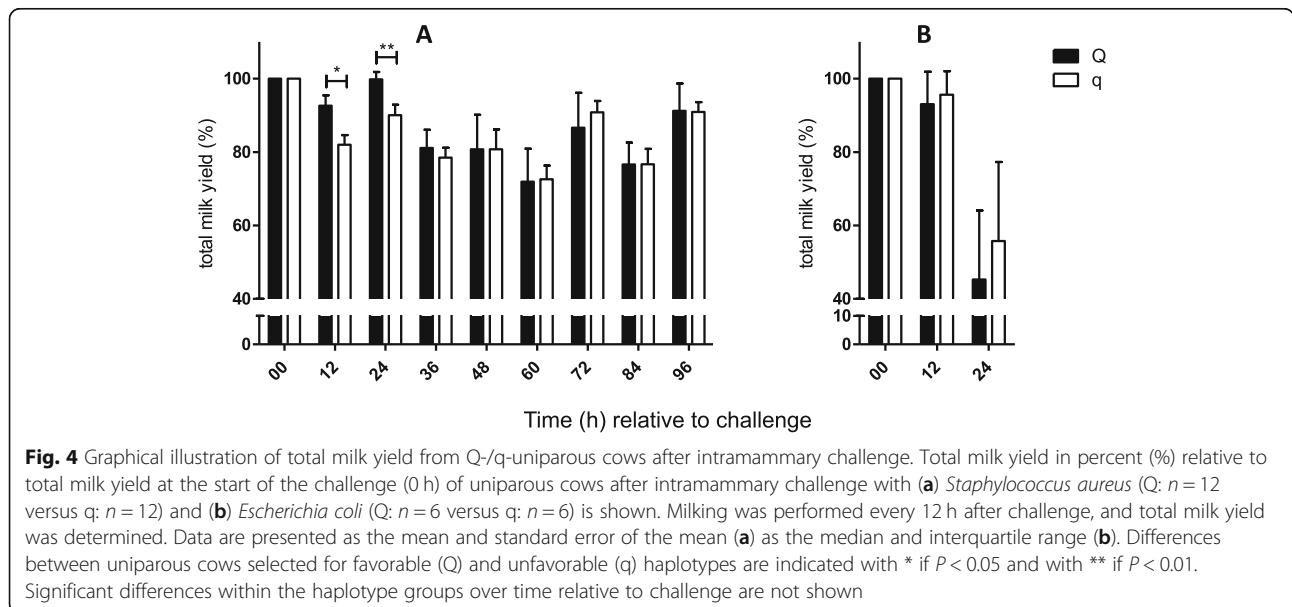 A
B
Q
q
*
**
total milk yield (%)
100
80
60
40
10
0
00 12 24 36 48 60 72 84 96
total milk yield (%)
100
80
60
40
10
0
00 12 24
Time (h) relative to challenge
Fig. 4 Graphical illustration of total milk yield from Q-/q-uniparous cows after intramammary challenge. Total milk yield in percent (%) relative to
total milk yield at the start of the challenge (0 h) of uniparous cows after intramammary challenge with (a) Staphylococcus aureus (Q: n = 12
versus q: n = 12) and (b) Escherichia coli (Q: n = 6 versus q: n = 6) is shown. Milking was performed every 12 h after challenge, and total milk yield
was determined. Data are presented as the mean and standard error of the mean (a) as the median and interquartile range (b). Differences
between uniparous cows selected for favorable (Q) and unfavorable (q) haplotypes are indicated with * if P < 0.05 and with ** if P < 0.01.
Significant differences within the haplotype groups over time relative to challenge are not shown